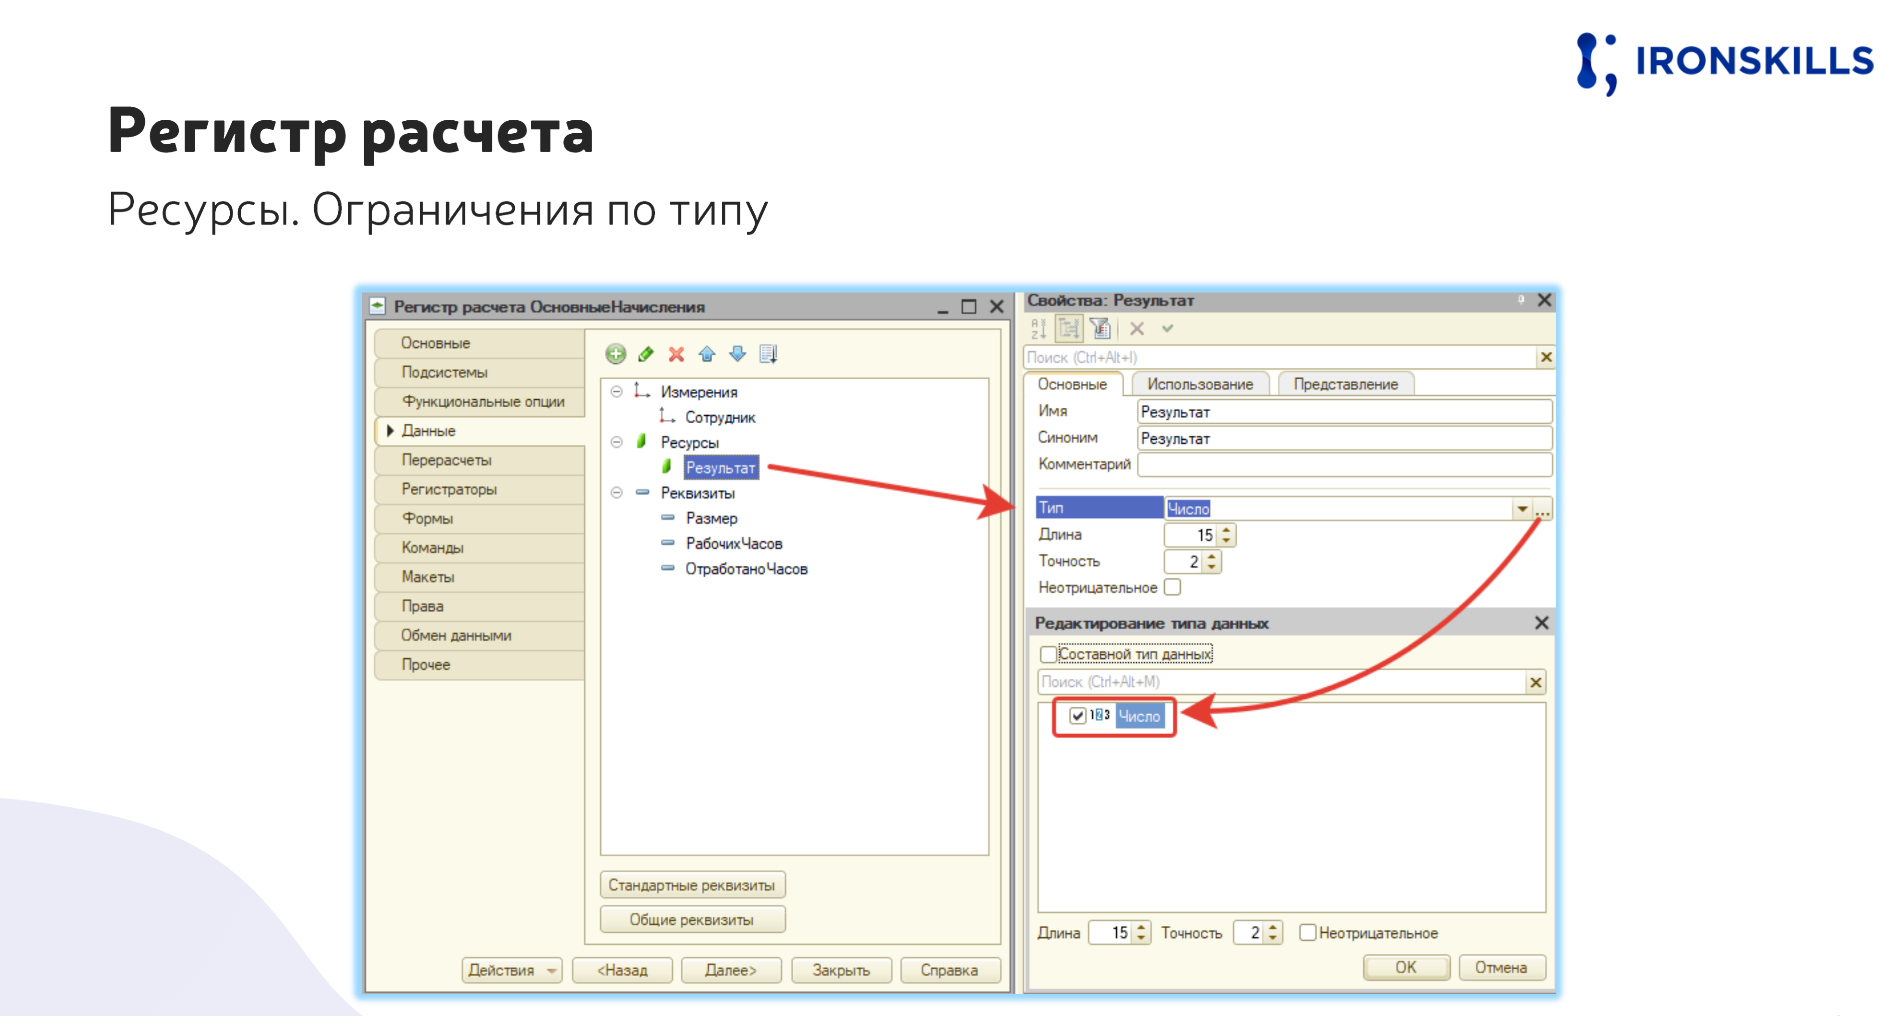 IRONSKILLS
Регистр расчета
Ресурсы. Ограничения по типу
Регистр расчета ОсновныеНачисления
Основные
Подсистемы
Функциональные опции
Данные
Перерасчеты
Регистраторы
Формы
Команды
Макеты
Права
Обмен данными
Прочее
Измерения
Сотрудник
Ресурсы
Результат
Реквизиты
Размер
РабочихЧасов
ОтработаноЧасов
Стандартные реквизиты
Общие реквизиты
Действия
<Назад
Далее>
Закрыть
Справка
Свойства: Результат
Поиск (Ctrl+Alt+I)
Основные Использование Представление
Имя Результат
Синоним Результат
Комментарий
Тип Число ...
Длина 15
Точность 2
Неотрицательное
Редактирование типа данных
Составной тип данных
Поиск (Ctrl+Alt+M)
123 Число
Длина 15 Точность 2 Неотрицательное
OK Отмена